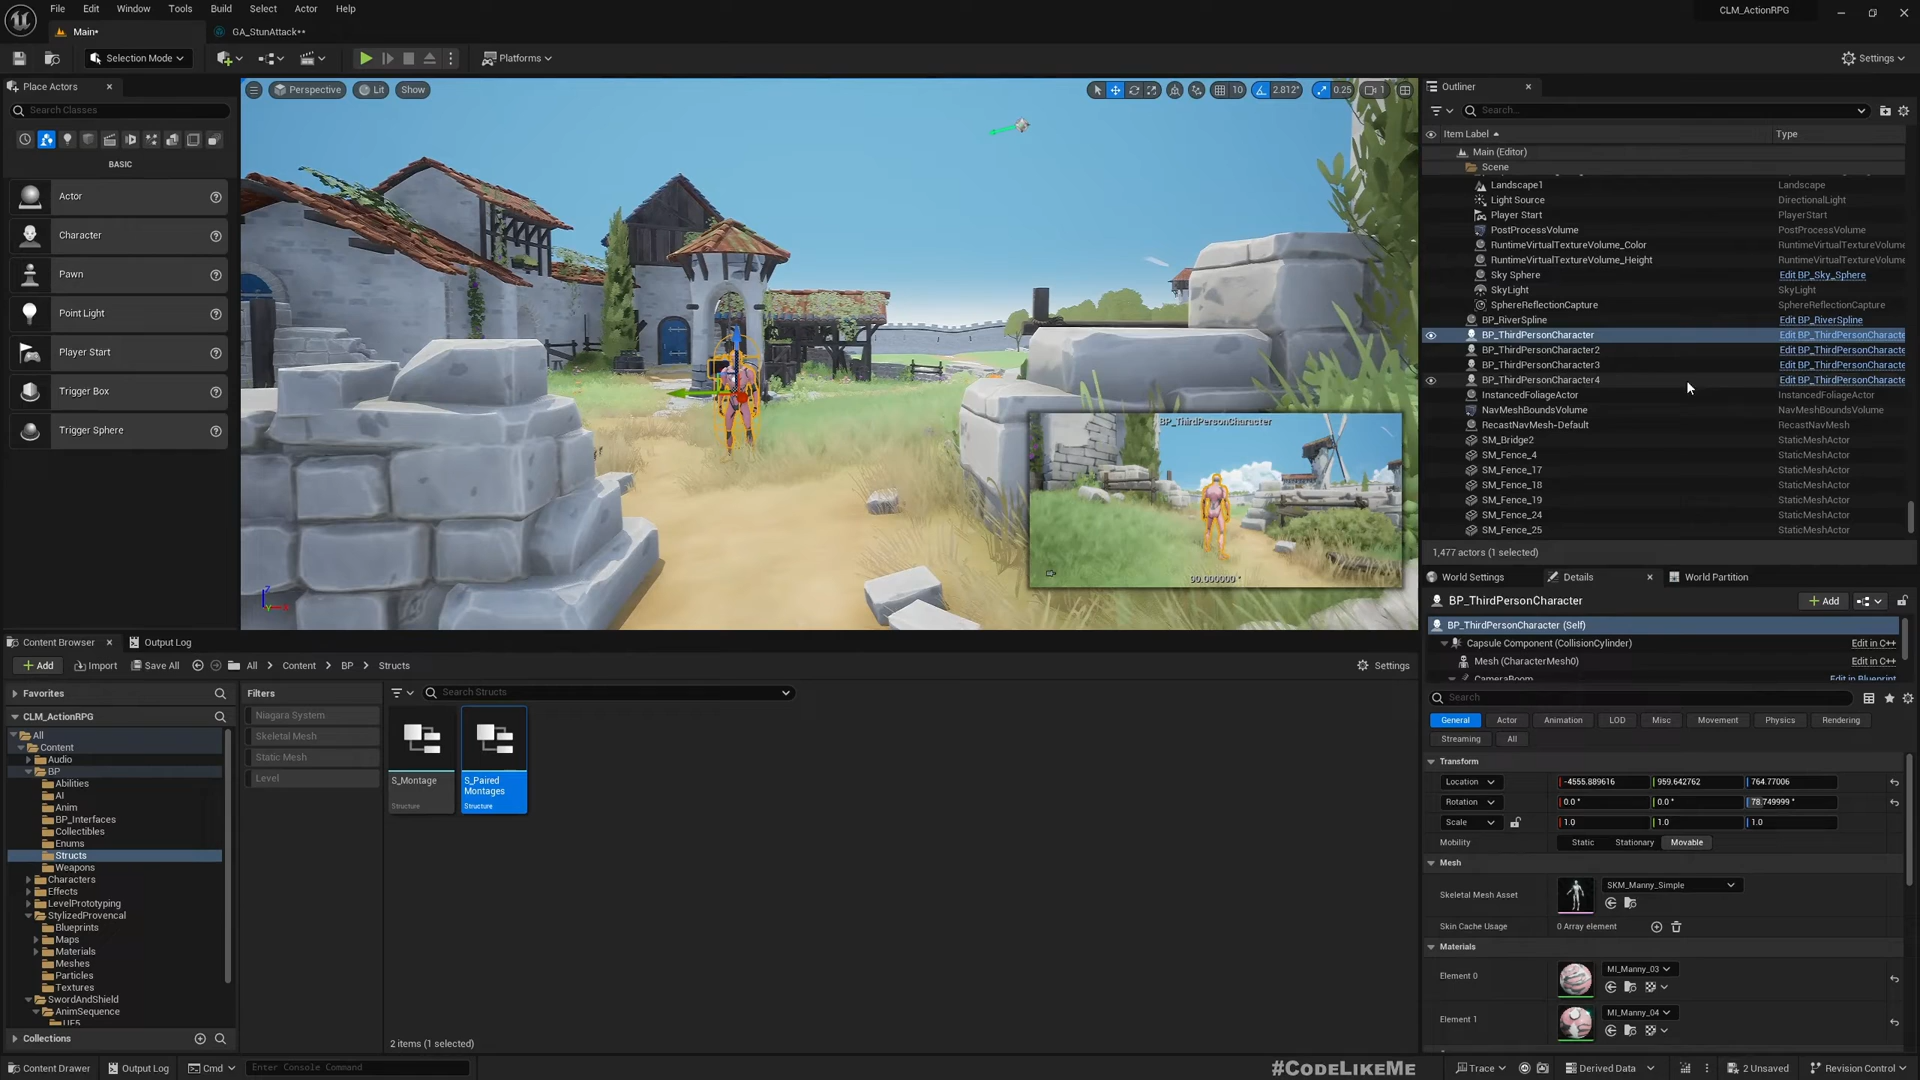 File Edit Window Tools Build Select Actor Help
CLM_ActionRPG
Main•
GA_StunAttack••
Selection Mode
Platforms
Settings
Place Actors
Search Classes
BASIC
Actor
Character
Pawn
Point Light
Player Start
Trigger Box
Trigger Sphere
Perspective
Lit
Show
10
2.812°
0.25
1
BP_ThirdPersonCharacter
90.000000 °
Outliner
Search...
Item Label
Type
Main (Editor)
Scene
Landscape1 Landscape
Light Source DirectionalLight
Player Start PlayerStart
PostProcessVolume PostProcessVolume
RuntimeVirtualTextureVolume_Color RuntimeVirtualTextureVolume
RuntimeVirtualTextureVolume_Height RuntimeVirtualTextureVolume
Sky Sphere Edit BP_Sky_Sphere
SkyLight SkyLight
SphereReflectionCapture SphereReflectionCapture
BP_RiverSpline Edit BP_RiverSpline
BP_ThirdPersonCharacter Edit BP_ThirdPersonCharacte
BP_ThirdPersonCharacter2 Edit BP_ThirdPersonCharacte
BP_ThirdPersonCharacter3 Edit BP_ThirdPersonCharacte
BP_ThirdPersonCharacter4 Edit BP_ThirdPersonCharacte
InstancedFoliageActor InstancedFoliageActor
NavMeshBoundsVolume NavMeshBoundsVolume
RecastNavMesh-Default RecastNavMesh
SM_Bridge2 StaticMeshActor
SM_Fence_4 StaticMeshActor
SM_Fence_17 StaticMeshActor
SM_Fence_18 StaticMeshActor
SM_Fence_19 StaticMeshActor
SM_Fence_24 StaticMeshActor
SM_Fence_25 StaticMeshActor
1,477 actors (1 selected)
World Settings
Details
World Partition
BP_ThirdPersonCharacter
Add
BP_ThirdPersonCharacter (Self)
Capsule Component (CollisionCylinder) Edit in C++
Mesh (CharacterMesh0) Edit in C++
CameraBoom Edit in Blueprint
Search
General Actor Animation LOD Misc Movement Physics Rendering
Streaming All
Transform
Location -4555.889616 959.642762 764.77006
Rotation 0.0 ° 0.0 ° 78.749999 °
Scale 1.0 1.0 1.0
Mobility Static Stationary Movable
Mesh
Skeletal Mesh Asset SKM_Manny_Simple
Skin Cache Usage 0 Array element
Materials
Element 0 MI_Manny_03
Element 1 MI_Manny_04
Content Browser
Output Log
Add
Import
Save All
All
Content
BP
Structs
Settings
Favorites
CLM_ActionRPG
All
Content
Audio
BP
Abilities
AI
Anim
BP_Interfaces
Collectibles
Enums
Structs
Weapons
Characters
Effects
LevelPrototyping
StylizedProvencal
Blueprints
Maps
Materials
Meshes
Particles
Textures
SwordAndShield
AnimSequence
UE5
Collections
Filters
Niagara System
Skeletal Mesh
Static Mesh
Level
Search Structs
S_Montage
Structure
S_Paired
Montages
Structure
2 items (1 selected)
Content Drawer
Output Log
Cmd
Enter Console Command
#CODELIKEME
Trace
Derived Data
2 Unsaved
Revision Control